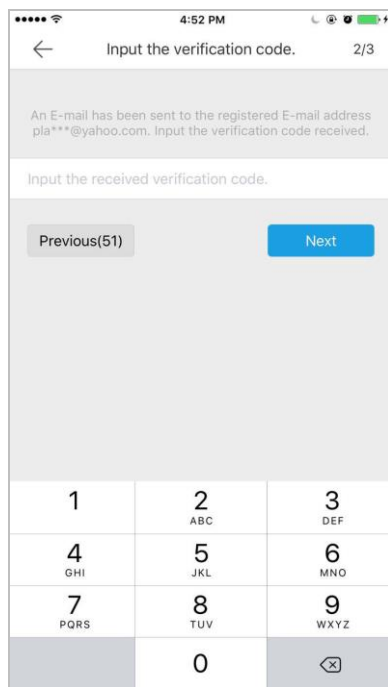 4:52 PM
Input the verification code.
2/3
An E-mail has been sent to the registered E-mail address
pla***@yahoo.com. Input the verification code received.
Input the received verification code.
Previous(51)
Next
1
2
ABC
3
DEF
4
GHI
5
JKL
6
MNO
7
PQRS
8
TUV
9
WXYZ
0